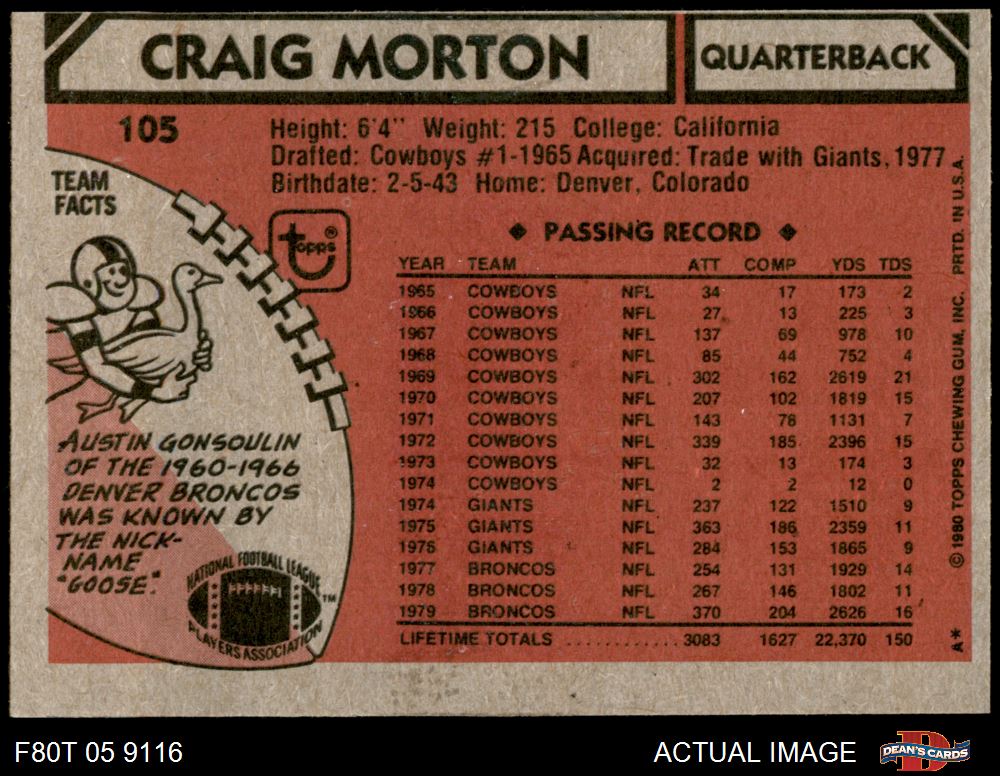 CRAIG MORTON
QUARTERBACK
105
Height: 6'4" Weight: 215 College: California
Drafted: Cowboys #1-1965 Acquired: Trade with Giants, 1977
Birthdate: 2-5-43 Home: Denver, Colorado
TEAM
FACTS
topps®
◆ PASSING RECORD ◆
YEAR TEAM ATT COMP YDS TDS
1965 COWBOYS NFL 34 17 173 2
1966 COWBOYS NFL 27 13 225 3
1967 COWBOYS NFL 137 69 978 10
1968 COWBOYS NFL 85 44 752 4
1969 COWBOYS NFL 302 162 2619 21
1970 COWBOYS NFL 207 102 1819 15
1971 COWBOYS NFL 143 78 1131 7
1972 COWBOYS NFL 339 185 2396 15
1973 COWBOYS NFL 32 13 174 3
1974 COWBOYS NFL 2 2 12 0
1974 GIANTS NFL 237 122 1510 9
1975 GIANTS NFL 363 186 2359 11
1976 GIANTS NFL 284 153 1865 9
1977 BRONCOS NFL 254 131 1929 14
1978 BRONCOS NFL 267 146 1802 11
1979 BRONCOS NFL 370 204 2626 16
LIFETIME TOTALS .............. 3083 1627 22,370 150
AUSTIN GONSOULIN
OF THE 1960-1966
DENVER BRONCOS
WAS KNOWN BY
THE NICK-
NAME
"GOOSE."
NATIONAL FOOTBALL LEAGUE
PLAYERS ASSOCIATION
TM
A* © 1980 TOPPS CHEWING GUM, INC. PRTD. IN U.S.A.
F80T 05 9116
ACTUAL IMAGE
D
DEAN'S CARDS